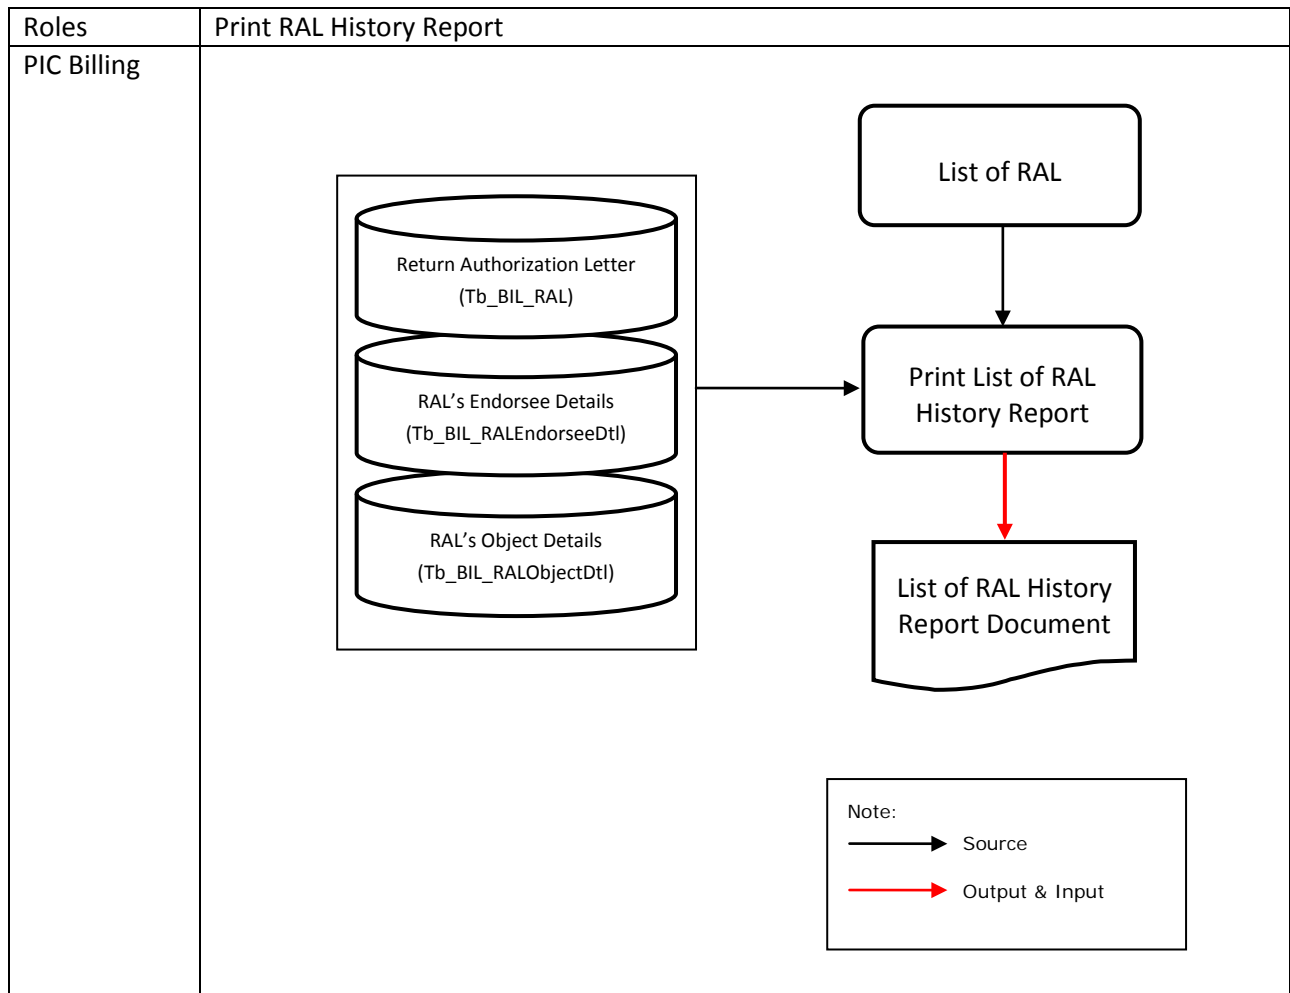 Roles
Print RAL History Report
PIC Billing
List of RAL
Return Authorization Letter
(Tb_BIL_RAL)
RAL’s Endorsee Details
(Tb_BIL_RALEndorseeDtl)
RAL’s Object Details
(Tb_BIL_RALObjectDtl)
Print List of RAL
History Report
List of RAL History
Report Document
Note:
Source
Output & Input